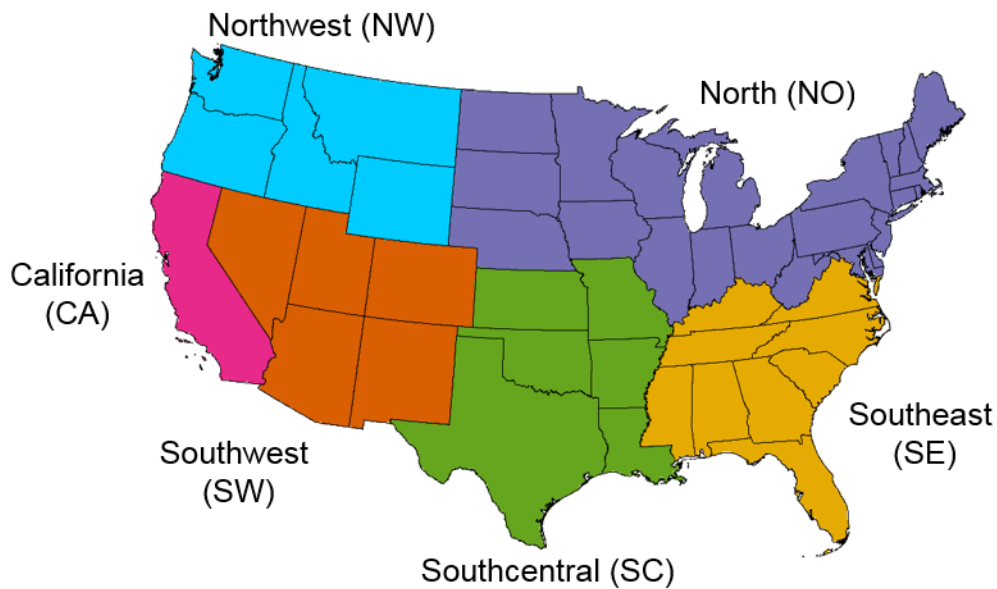 Northwest (NW)
North (NO)
California
(CA)
Southeast
(SE)
Southwest
(SW)
Southcentral (SC)